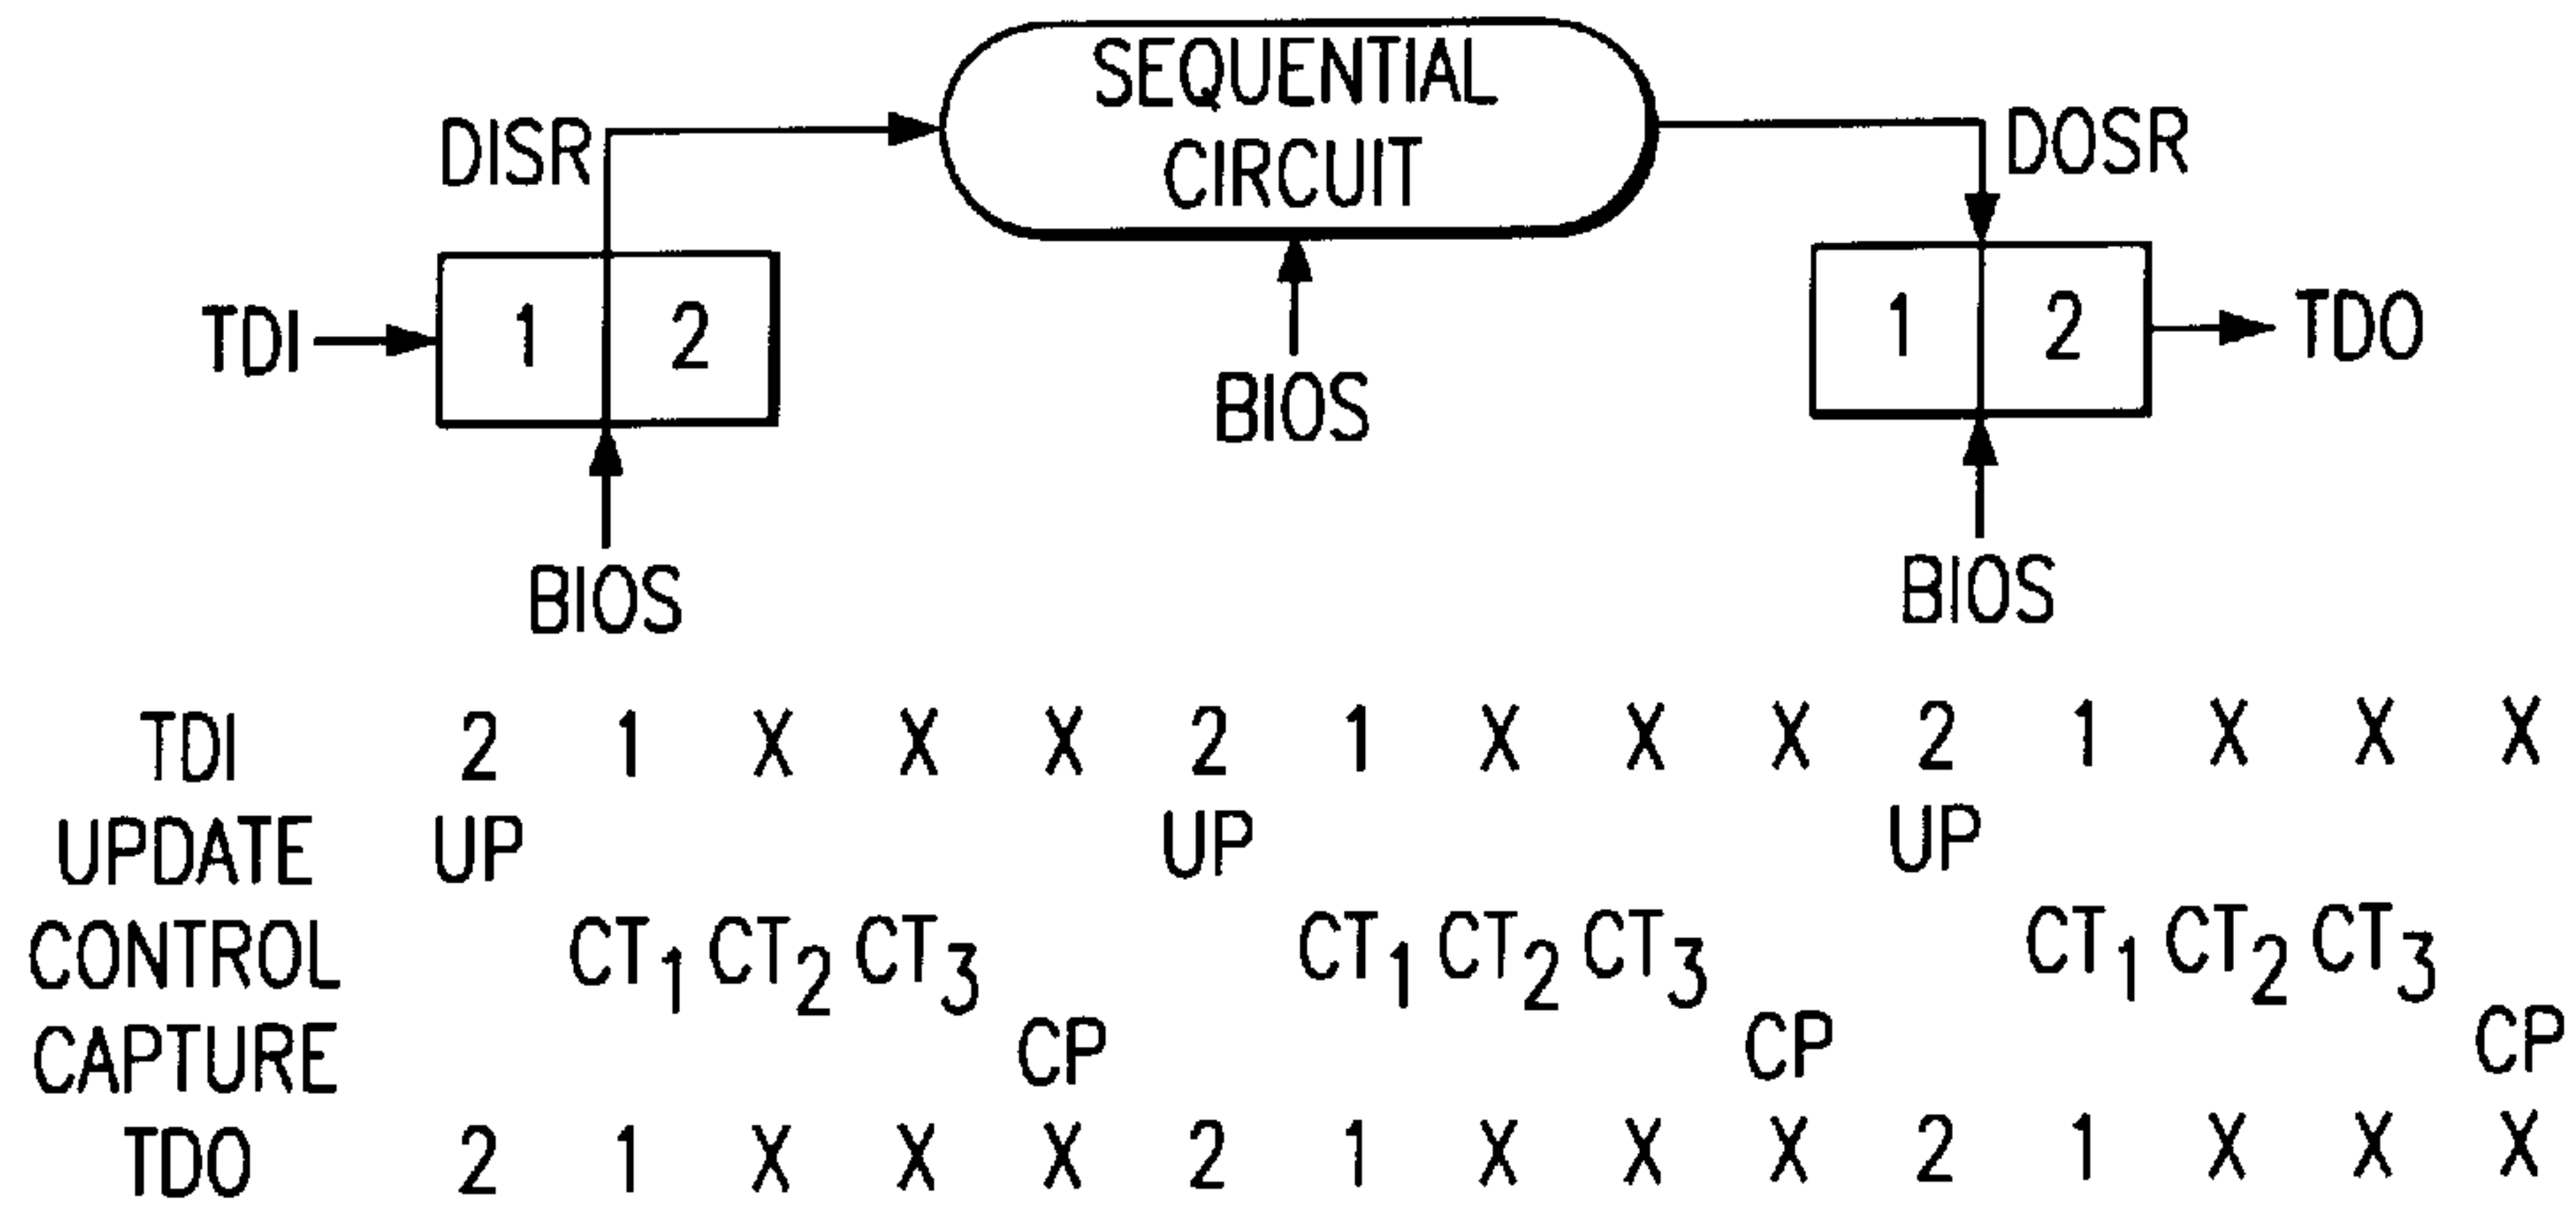 SEQUENTIAL
CIRCUIT
DISR
DOSR
TDI
1 2
1 2
TDO
BIOS
BIOS
BIOS
TDI 2 1 X X X 2 1 X X X 2 1 X X X
UPDATE UP UP UP
CONTROL CT1 CT2 CT3 CT1 CT2 CT3 CT1 CT2 CT3
CAPTURE CP CP CP
TDO 2 1 X X X 2 1 X X X 2 1 X X X